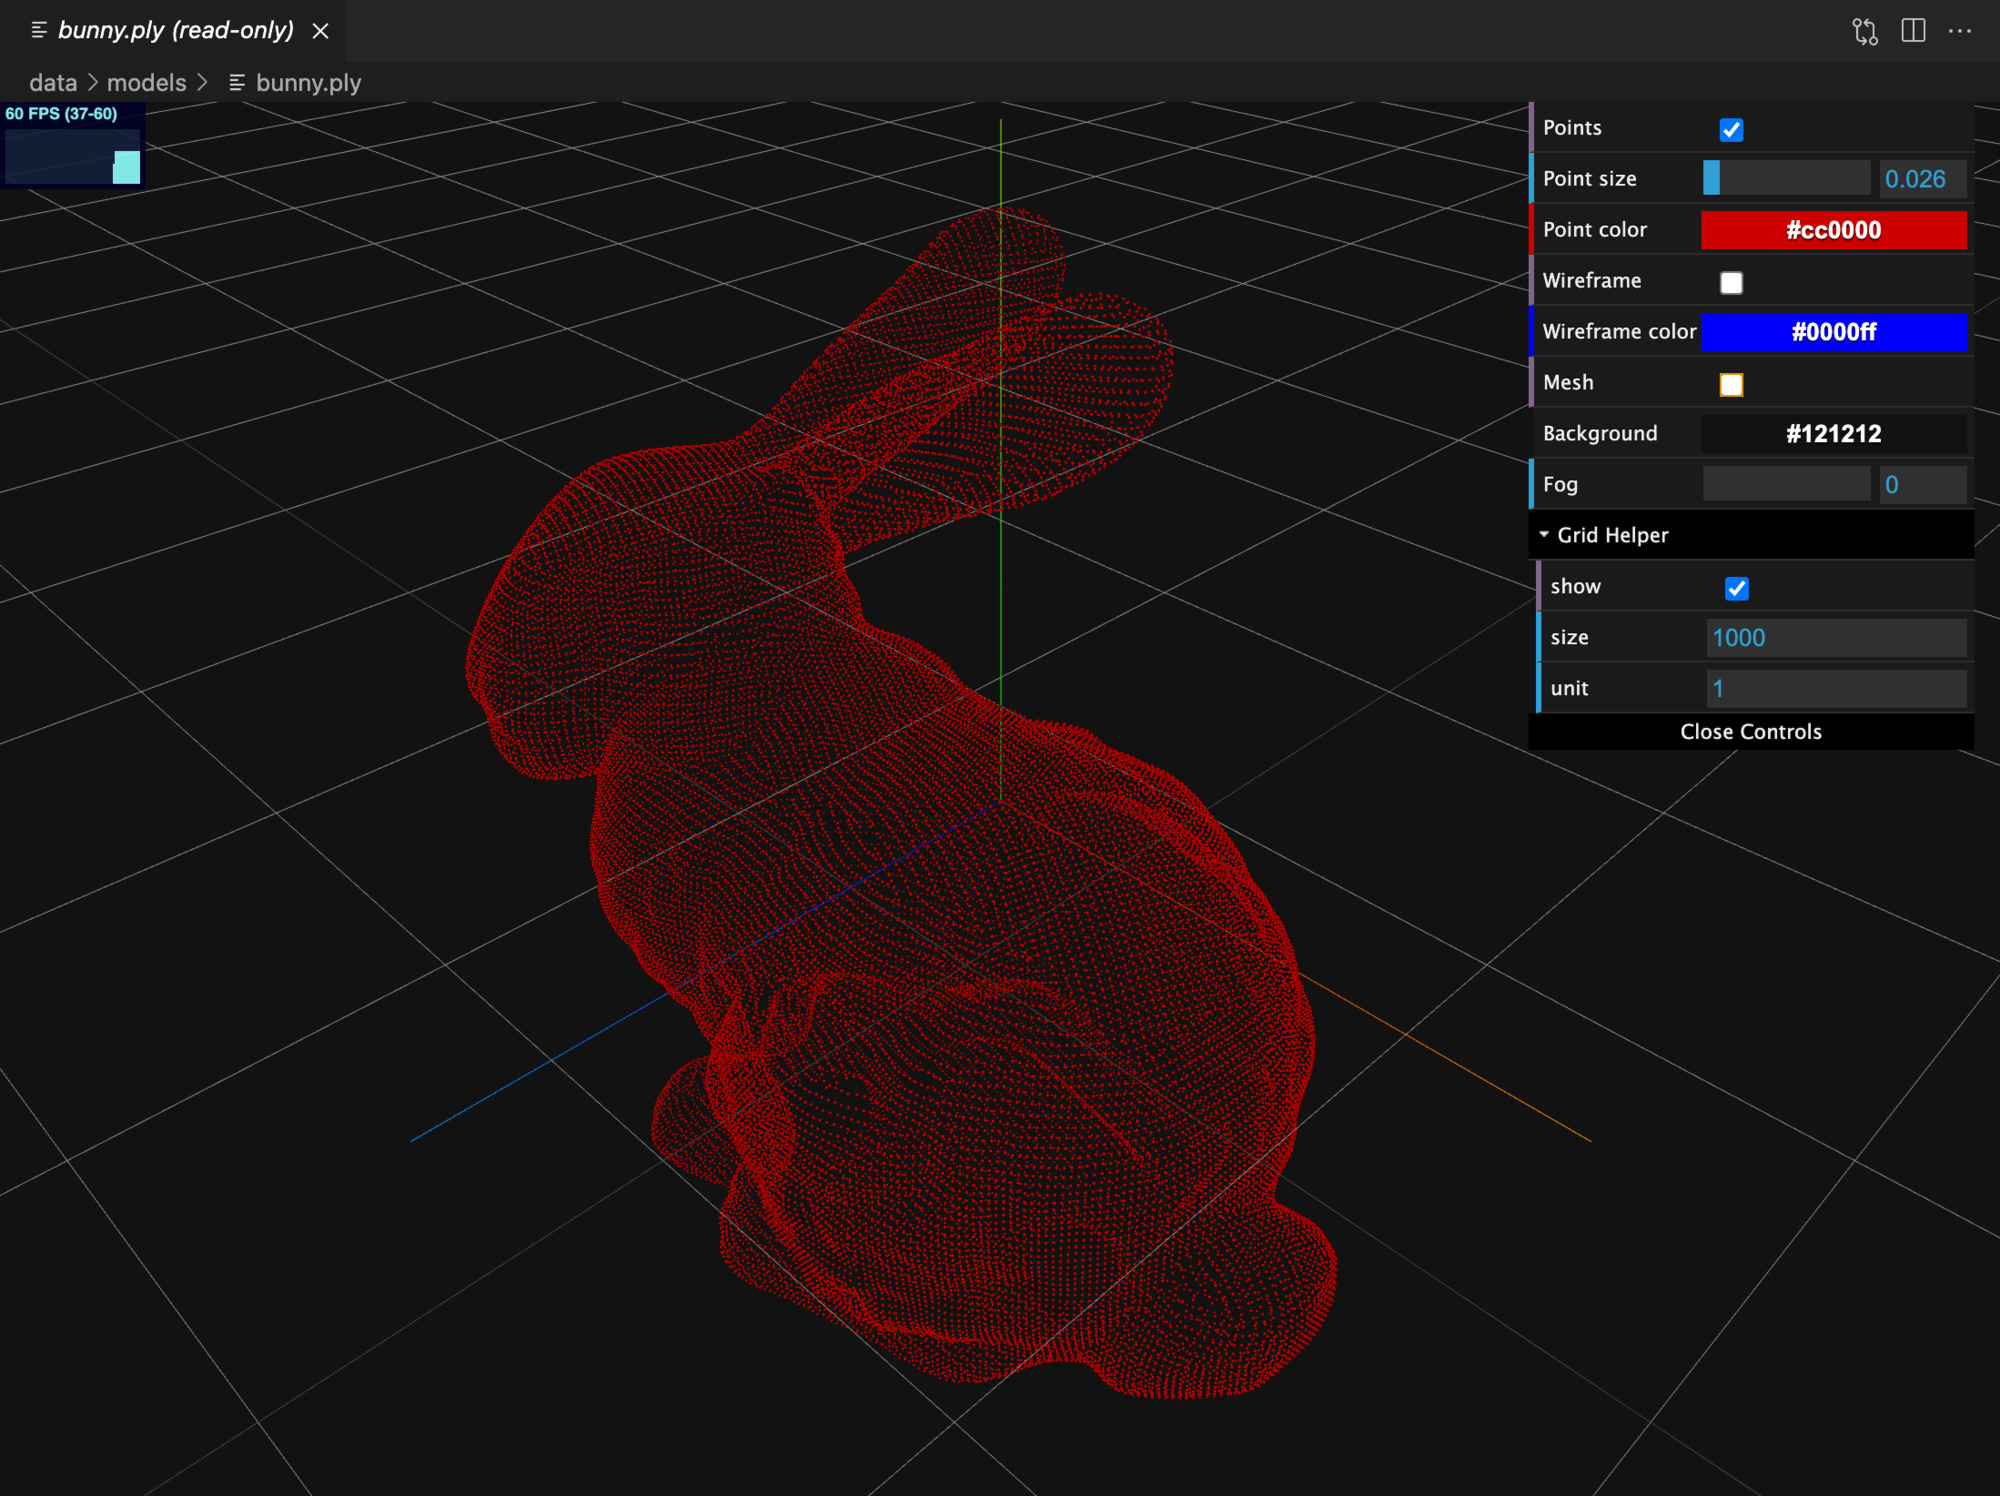 bunny.ply (read-only)
data > models > bunny.ply
60 FPS (37-60)
Points
Point size 0.026
Point color #cc0000
Wireframe
Wireframe color #0000ff
Mesh
Background #121212
Fog 0
Grid Helper
show
size 1000
unit 1
Close Controls